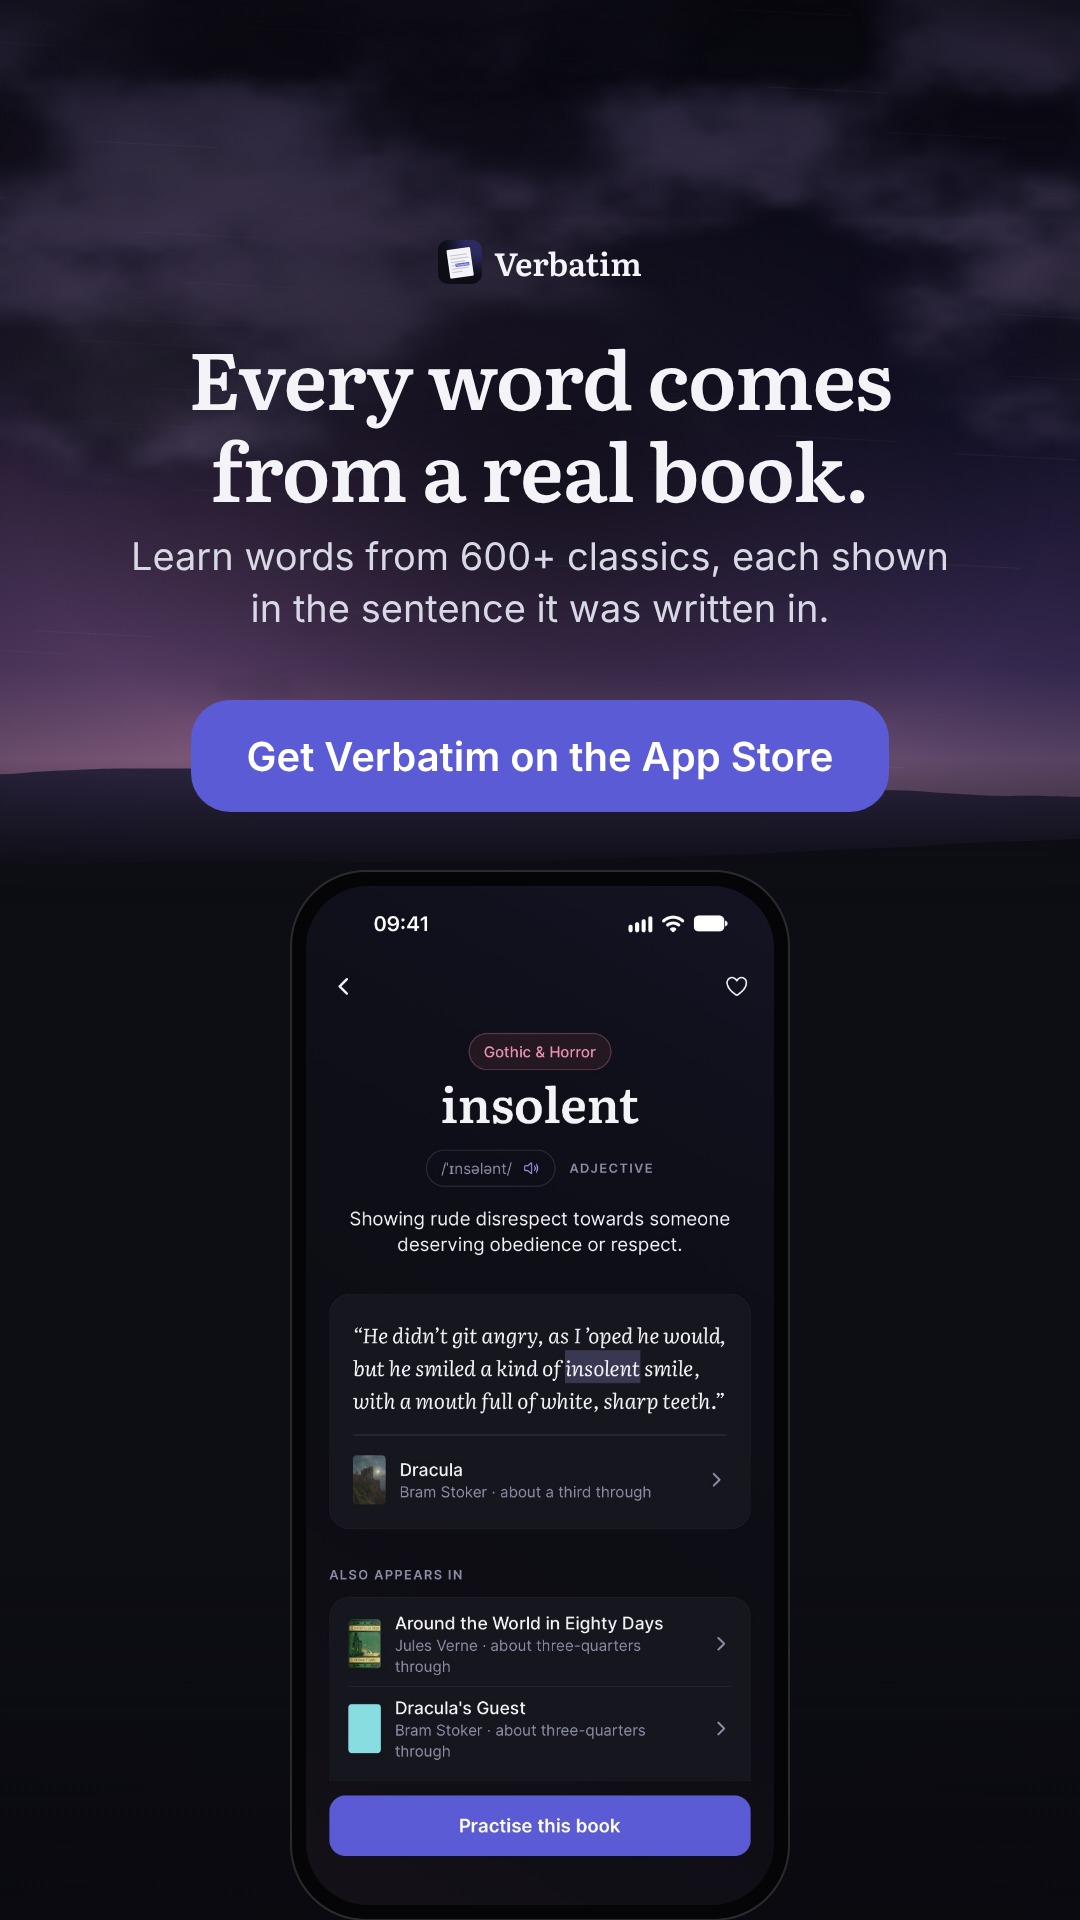 Verbatim
Every word comes
from a real book.
Learn words from 600+ classics, each shown
in the sentence it was written in.
Get Verbatim on the App Store
09:41
Gothic & Horror
insolent
/ˈɪnsələnt/ ADJECTIVE
Showing rude disrespect towards someone
deserving obedience or respect.
“He didn’t git angry, as I ’oped he would,
but he smiled a kind of insolent smile,
with a mouth full of white, sharp teeth.”
Dracula
Bram Stoker · about a third through
ALSO APPEARS IN
Around the World in Eighty Days
Jules Verne · about three-quarters
through
Dracula's Guest
Bram Stoker · about three-quarters
through
Practise this book